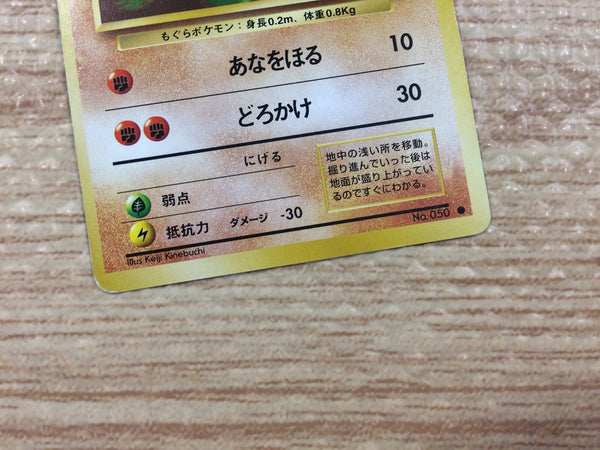 もぐらポケモン：身長0.2m、体重0.8Kg
あなをほる 10
どろかけ 30
にげる
弱点
抵抗力 ダメージ -30
地中の浅い所を移動。
掘り進んでいった後は
地面が盛り上がってい
るのですぐにわかる。
Illus Keiji Kinebuchi
No. 050